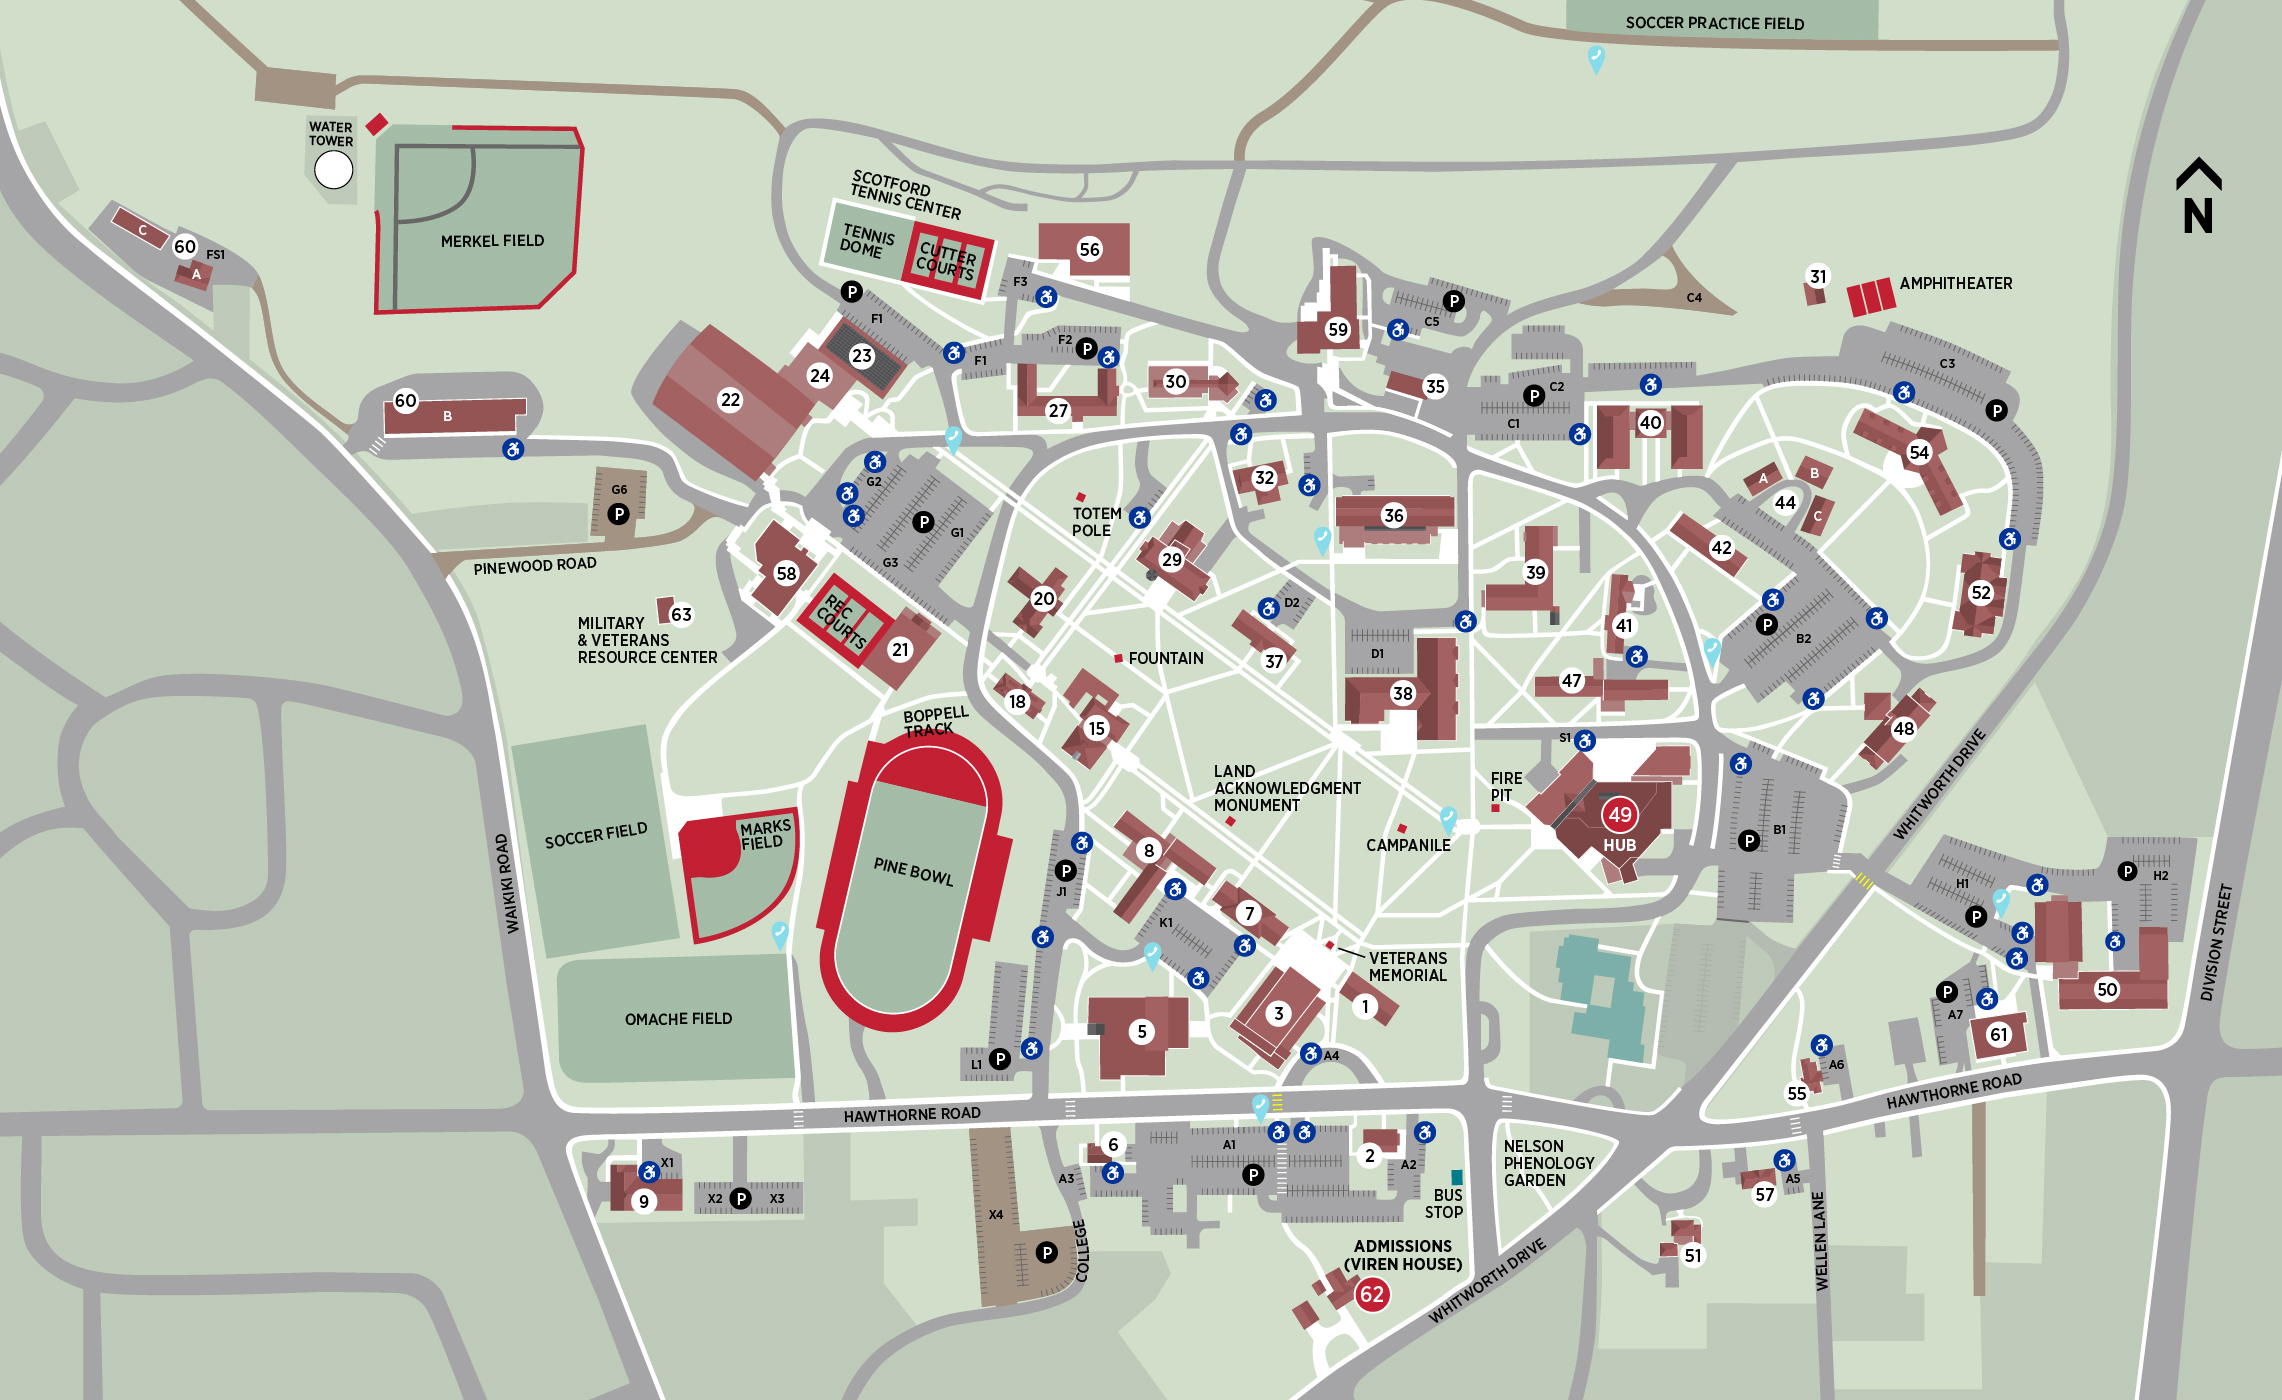 SOCCER PRACTICE FIELD
WATER
TOWER
SCOTFORD
TENNIS CENTER
TENNIS
DOME
CUTTER
COURTS
MERKEL FIELD
56
N
C
60
FS1
A
F3
31
AMPHITHEATER
C4
P
F1
P
C5
59
23
F2
P
F1
24
30
35
C3
22
27
C2
P
C1
P
60
B
40
54
G2
32
A
B
44
C
G6
P
P
G1
G3
TOTEM
POLE
36
29
42
PINEWOOD ROAD
58
39
20
D2
52
63
REC
COURTS
MILITARY
& VETERANS
RESOURCE CENTER
21
41
P
B2
FOUNTAIN
37
D1
18
47
38
BOPPELL
TRACK
15
48
S1
LAND
ACKNOWLEDGMENT
MONUMENT
FIRE
PIT
WHITWORTH DRIVE
SOCCER FIELD
MARKS
FIELD
49
HUB
CAMPANILE
P
B1
PINE BOWL
8
P
J1
WAIKIKI ROAD
H1
P
P
H2
7
K1
DIVISION STREET
VETERANS
MEMORIAL
OMACHE FIELD
3
1
5
50
P
A7
61
L1
P
A4
A6
55
HAWTHORNE ROAD
HAWTHORNE ROAD
6
A1
2
A2
A3
P
NELSON
PHENOLOGY
GARDEN
X1
9
X2
P
X3
BUS
STOP
A5
57
X4
P
COLLEGE
WELLEN LANE
ADMISSIONS
(VIREN HOUSE)
62
51
WHITWORTH DRIVE